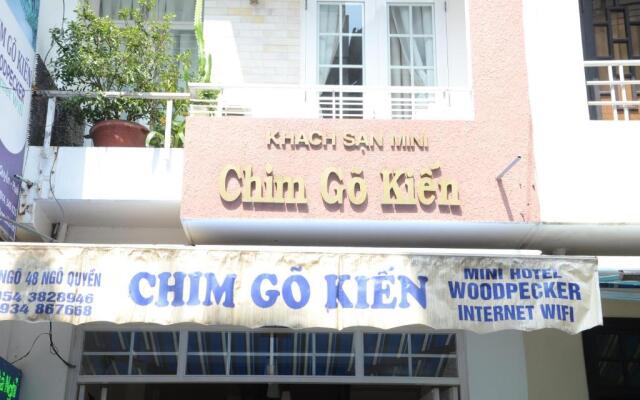 KHÁCH SẠN MINI
Chim Gõ Kiến
NGÕ 48 NGÔ QUYỀN
054 3828946
0934 867668
CHIM GÕ KIẾN
MINI HOTEL
WOODPECKER
INTERNET WIFI